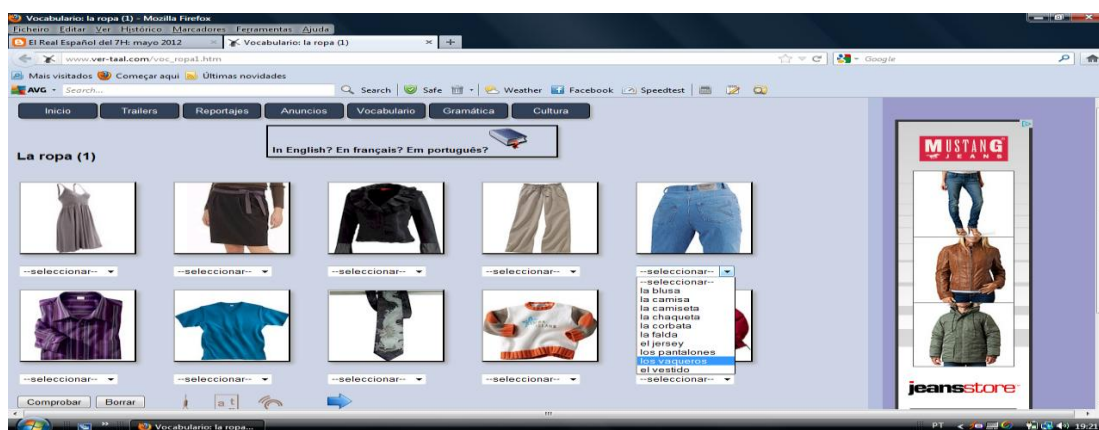 Vocabulario: la ropa (1) - Mozilla Firefox
Ficheiro Editar Ver Histórico Marcadores Ferramentas Ajuda
El Real Español del 7H: mayo 2012 Vocabulario: la ropa (1)
www.ver-taal.com/voc_ropa1.htm Google
Mais visitados Começar aqui Últimas novidades
AVG Search... Search Safe Weather Facebook Speedtest
Inicio Trailers Reportajes Anuncios Vocabulario Gramática Cultura
In English? En français? Em português?
La ropa (1)
MUSTANG
JEANS
--seleccionar-- --seleccionar-- --seleccionar-- --seleccionar-- --seleccionar--
--seleccionar--
la blusa
la camisa
la camiseta
la chaqueta
la corbata
la falda
el jersey
los pantalones
los vaqueros
el vestido
--seleccionar-- --seleccionar-- --seleccionar-- --seleccionar-- --seleccionar--
jeansstore
Comprobar Borrar a t
Vocabulario: la ropa... PT 19:21